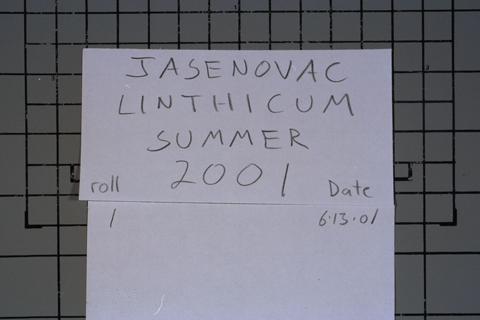 JASENOVAC
LINTHICUM
SUMMER
2001
roll Date
1 6.13.01